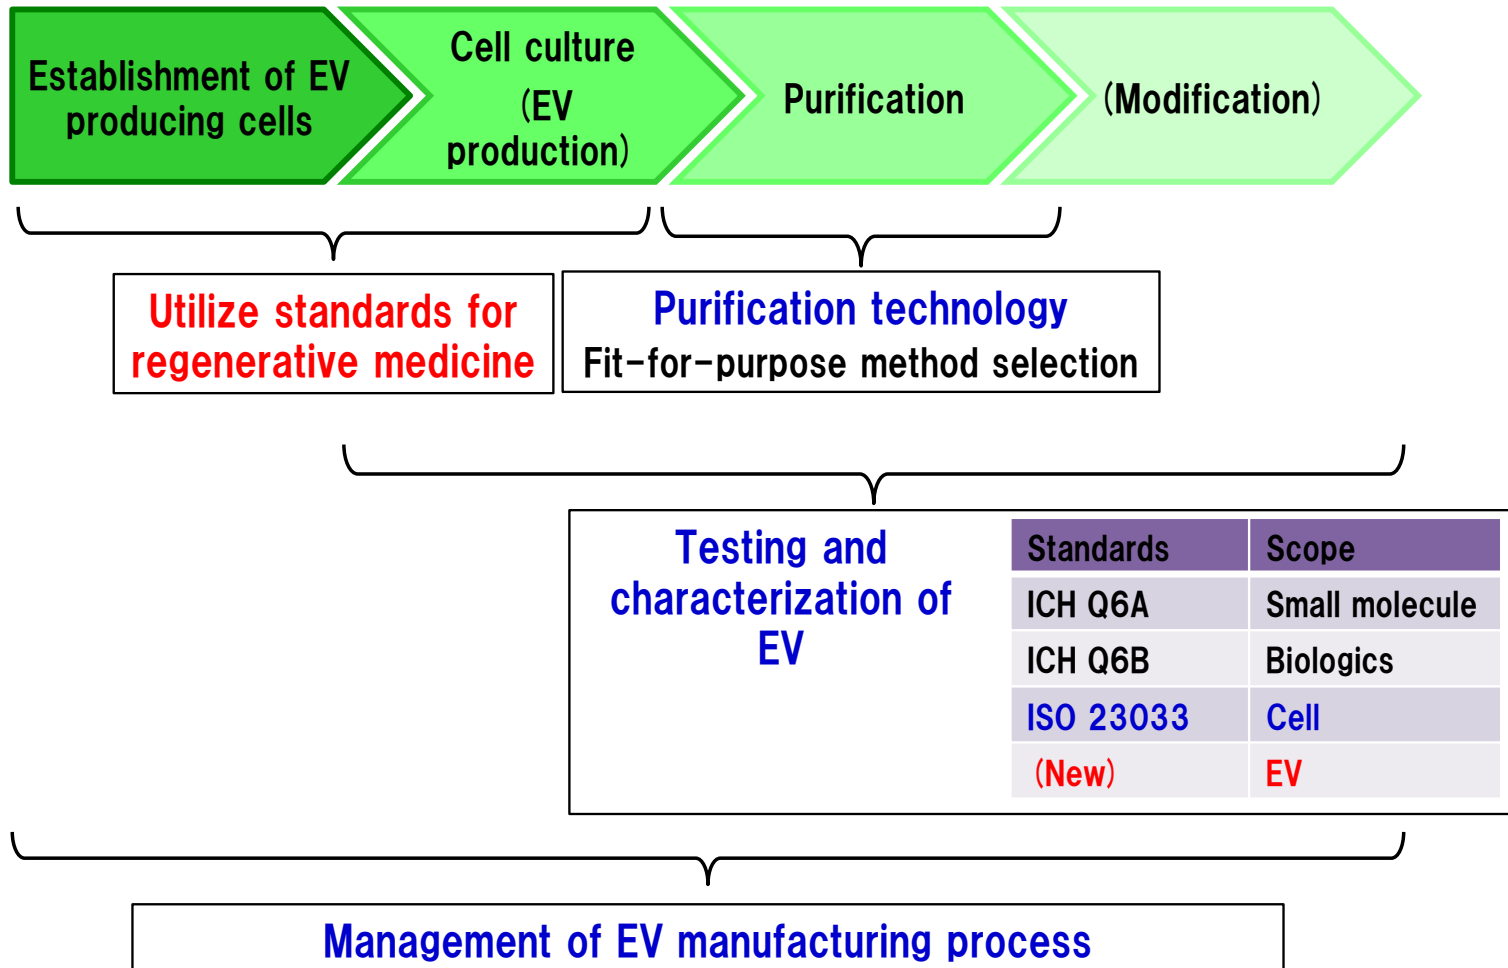 Establishment of EV
producing cells
Cell culture
(EV
production)
Purification
(Modification)
Utilize standards for
regenerative medicine
Purification technology
Fit-for-purpose method selection
Testing and
characterization of
EV
Standards Scope
ICH Q6A Small molecule
ICH Q6B Biologics
ISO 23033 Cell
(New) EV
Management of EV manufacturing process